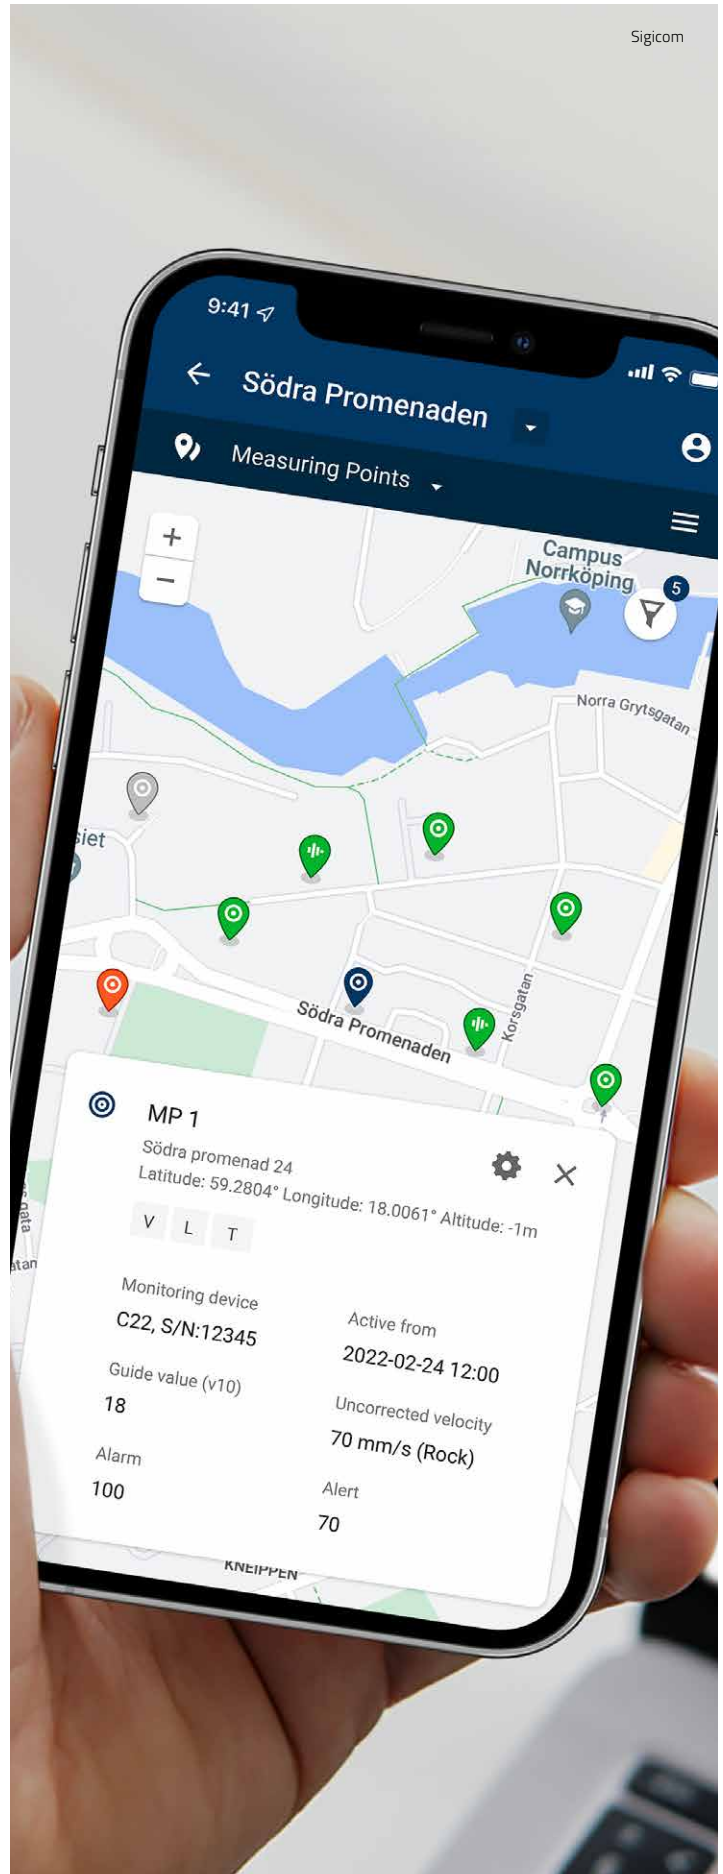 Sigicom
9:41
Södra Promenaden
Measuring Points
Campus
Norrköping
5
Norra Grytsgatan
siet
Korsgatan
Södra Promenaden
MP 1
Södra promenad 24
Latitude: 59.2804° Longitude: 18.0061° Altitude: -1m
V L T
Monitoring device
C22, S/N:12345
Active from
2022-02-24 12:00
Guide value (v10)
18
Uncorrected velocity
70 mm/s (Rock)
Alarm
100
Alert
70
KNEIPPEN